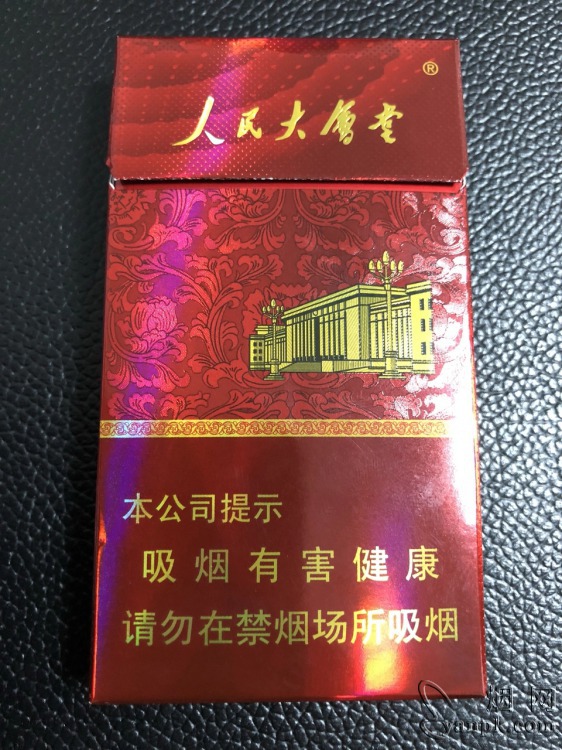 人民大會堂
®
本公司提示
吸烟有害健康
请勿在禁烟场所吸烟
烟网